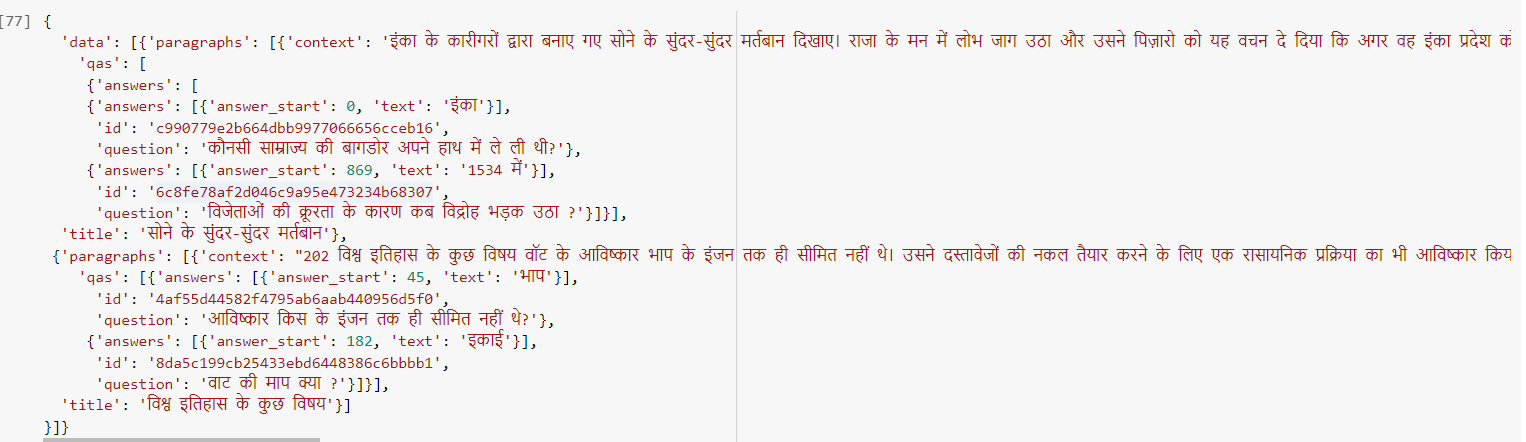 [77] {
'data': [{'paragraphs': [{'context': 'इंका के कारीगरों द्वारा बनाए गए सोने के सुंदर-सुंदर मर्तबान दिखाए। राजा के मन में लोभ जाग उठा और उसने पिज़ारो को यह वचन दे दिया कि अगर वह इंका प्रदेश को
'qas': [
{'answers': [
{'answers': [{'answer_start': 0, 'text': 'इंका'}],
'id': 'c990779e2b664dbb9977066656cceb16',
'question': 'कौनसी साम्राज्य की बागडोर अपने हाथ में ले ली थी?'},
{'answers': [{'answer_start': 869, 'text': '1534 में'}],
'id': '6c8fe78af2d046c9a95e473234b68307',
'question': 'विजेताओं की क्रूरता के कारण कब विद्रोह भड़क उठा ?'}]}],
'title': 'सोने के सुंदर-सुंदर मर्तबान'},
{'paragraphs': [{'context': "202 विश्व इतिहास के कुछ विषय वॉट के आविष्कार भाप के इंजन तक ही सीमित नहीं थे। उसने दस्तावेजों की नकल तैयार करने के लिए एक रासायनिक प्रक्रिया का भी आविष्कार किय
'qas': [{'answers': [{'answer_start': 45, 'text': 'भाप'}],
'id': '4af55d44582f4795ab6aab440956d5f0',
'question': 'आविष्कार किस के इंजन तक ही सीमित नहीं थे?'},
{'answers': [{'answer_start': 182, 'text': 'इकाई'}],
'id': '8da5c199cb25433ebd6448386c6bbbb1',
'question': 'वाट की माप क्या ?'}]}],
'title': 'विश्व इतिहास के कुछ विषय'}]
}]}